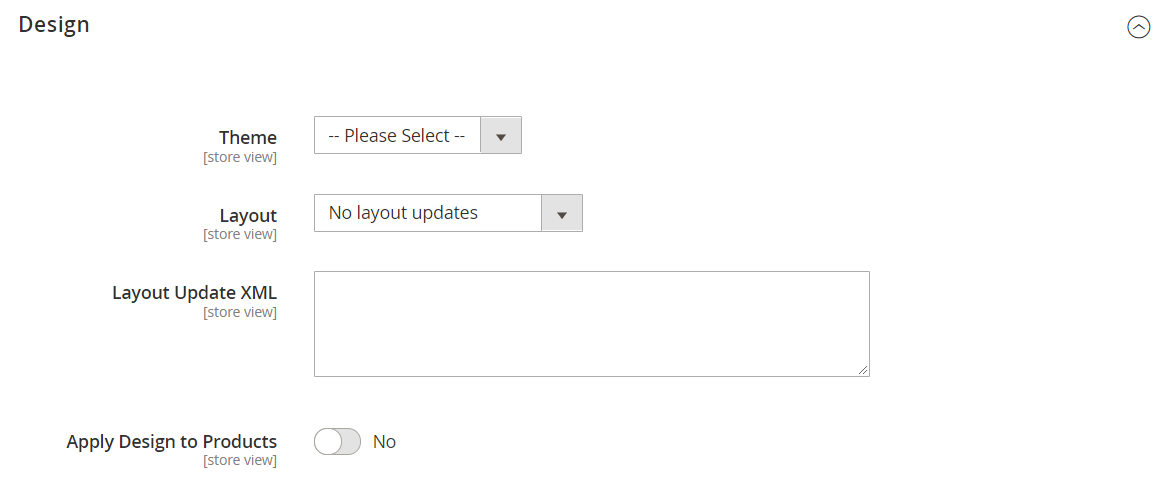 Design
Theme
[store view]
-- Please Select --
Layout
[store view]
No layout updates
Layout Update XML
[store view]
Apply Design to Products
[store view]
No